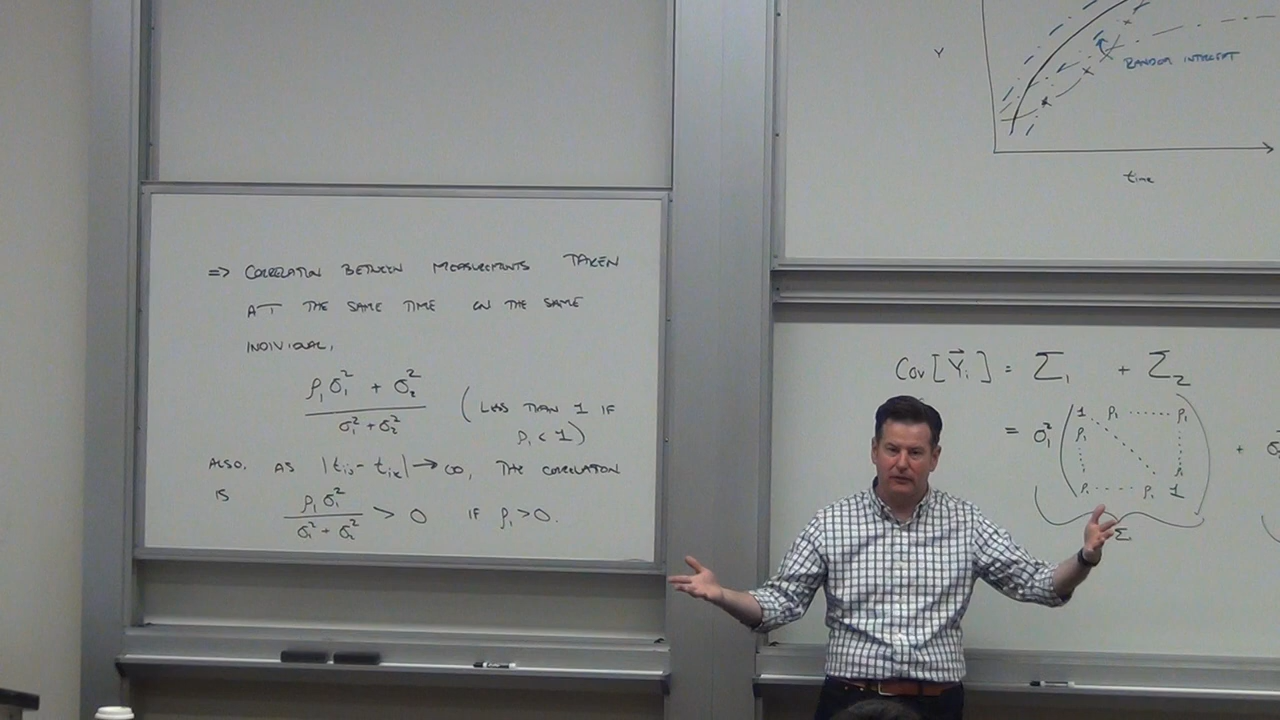 => CORRELATION BETWEEN MEASUREMENTS TAKEN
AT THE SAME TIME ON THE SAME
INDIVIDUAL,
ρ₁σ₁² + σ₂²
σ₁² + σ₂²
(LESS THAN 1 IF
ρ₁ < 1)
ALSO, AS |tᵢⱼ - tᵢₖ| → ∞, THE CORRELATION
IS
ρ₁σ₁²
σ₁² + σ₂²
> 0 IF ρ₁ > 0.
Y
RANDOM INTERCEPT
time
Cov[Y⃗ᵢ] = Σ₁ + Σ₂
= σ₁² ( 1 ρ₁ ...... ρ₁
ρ₁
ρ₁ ..... ρ₁ 1 ) +
Σ